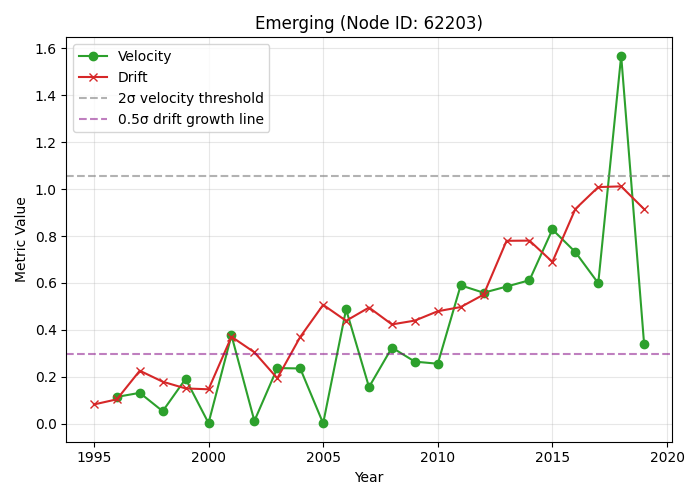 Emerging (Node ID: 62203)
Velocity
Drift
2σ velocity threshold
0.5σ drift growth line
Metric Value
1.6
1.4
1.2
1.0
0.8
0.6
0.4
0.2
0.0
1995 2000 2005 2010 2015 2020
Year